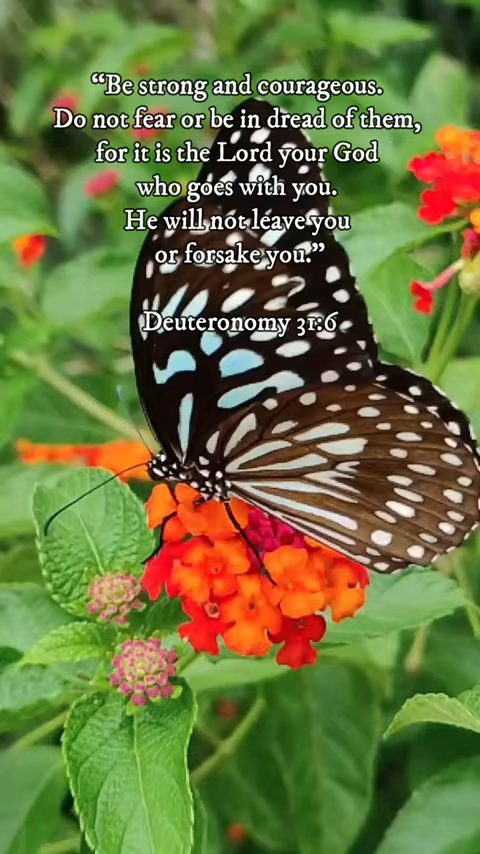 “Be strong and courageous.
Do not fear or be in dread of them,
for it is the Lord your God
who goes with you.
He will not leave you
or forsake you.”
Deuteronomy 31:6